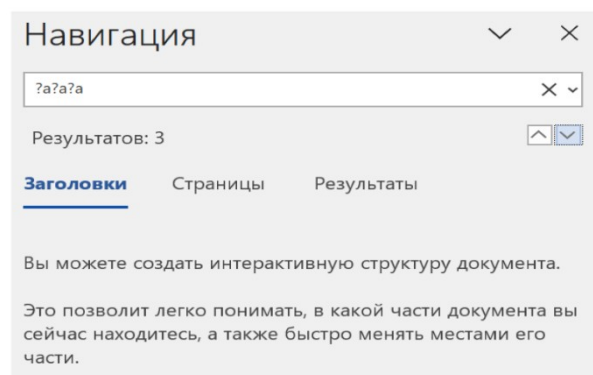 Навигация
?а?а?а
Результатов: 3
Заголовки Страницы Результаты
Вы можете создать интерактивную структуру документа.
Это позволит легко понимать, в какой части документа вы
сейчас находитесь, а также быстро менять местами его
части.